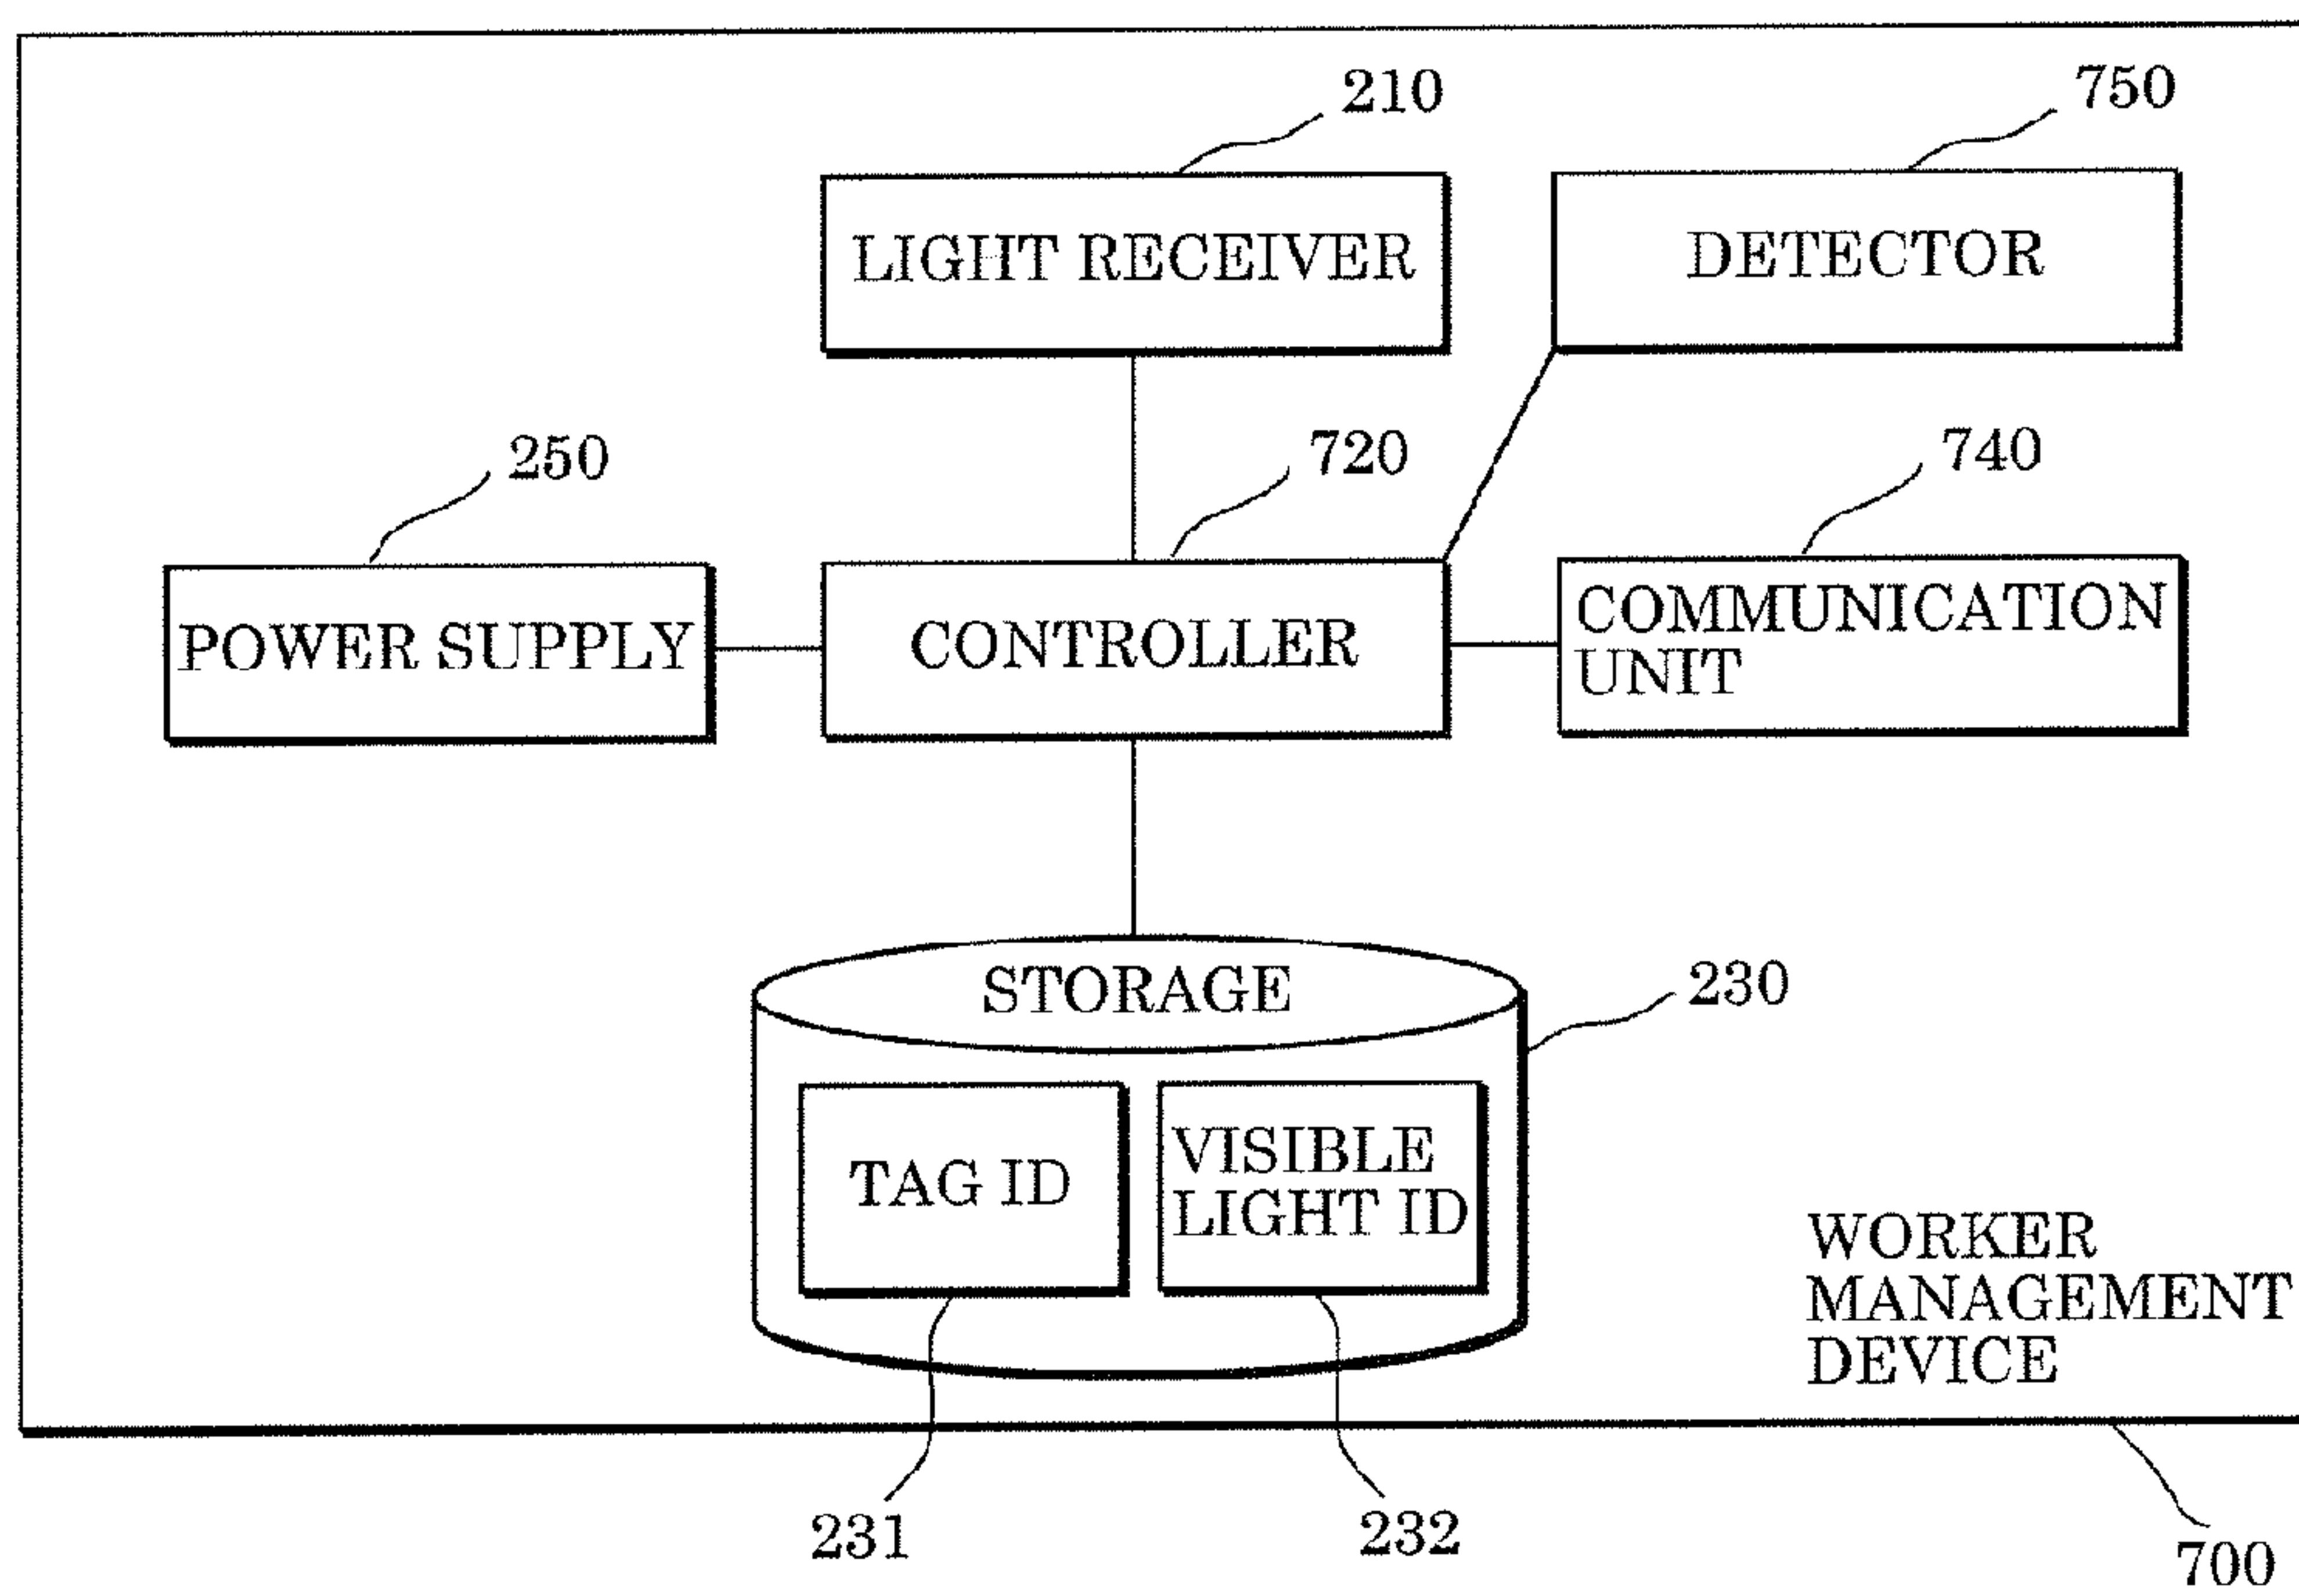 210
750
LIGHT RECEIVER
DETECTOR
250
720
740
POWER SUPPLY
CONTROLLER
COMMUNICATION
UNIT
STORAGE
230
TAG ID
VISIBLE
LIGHT ID
WORKER
MANAGEMENT
DEVICE
231
232
700